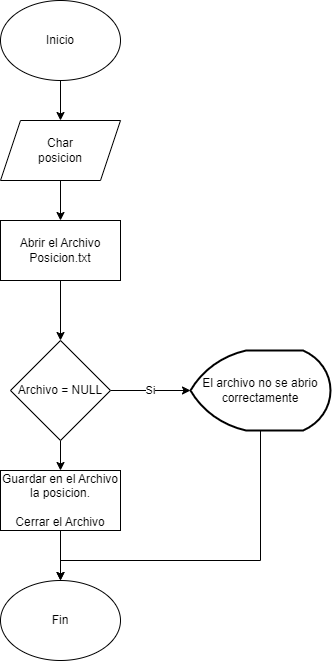 Inicio
Char
posicion
Abrir el Archivo
Posicion.txt
Archivo = NULL
Si
El archivo no se abrio
correctamente
Guardar en el Archivo
la posicion.
Cerrar el Archivo
Fin